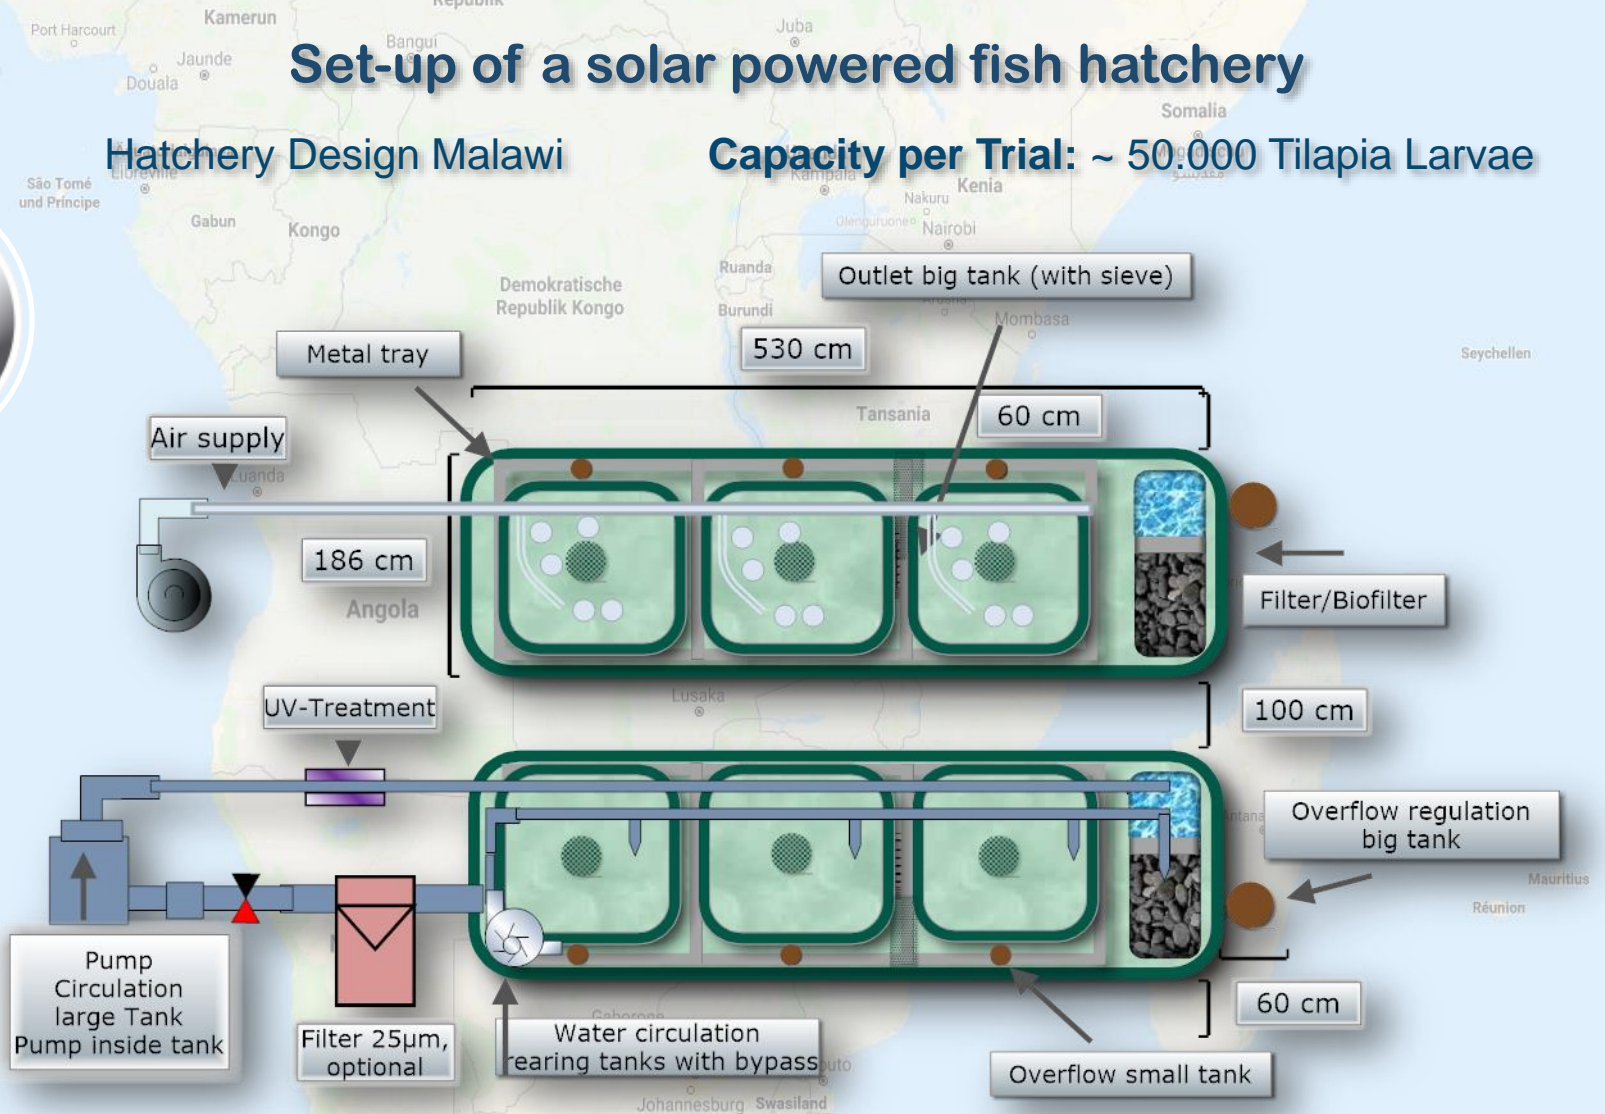 Republik
Port Harcourt
Kamerun
Juba
Bangui
Jaunde
Douala
Set-up of a solar powered fish hatchery
Somalia
Hatchery Design Malawi
Capacity per Trial: ~ 50.000 Tilapia Larvae
Libreville
Kampala
São Tomé
und Príncipe
Kenia
Nakuru
Gabun
Kongo
Olenguruone
Nairobi
Outlet big tank (with sieve)
Ruanda
Demokratische
Republik Kongo
Burundi
Mombasa
530 cm
Metal tray
Seychellen
Tansania
60 cm
Air supply
Luanda
186 cm
Angola
Filter/Biofilter
Lusaka
UV-Treatment
100 cm
Overflow regulation
big tank
Mauritius
Réunion
Pump
Circulation
large Tank
Pump inside tank
60 cm
Gaborone
Filter 25µm,
optional
Water circulation
rearing tanks with bypass
Overflow small tank
Johannesburg
Swasiland